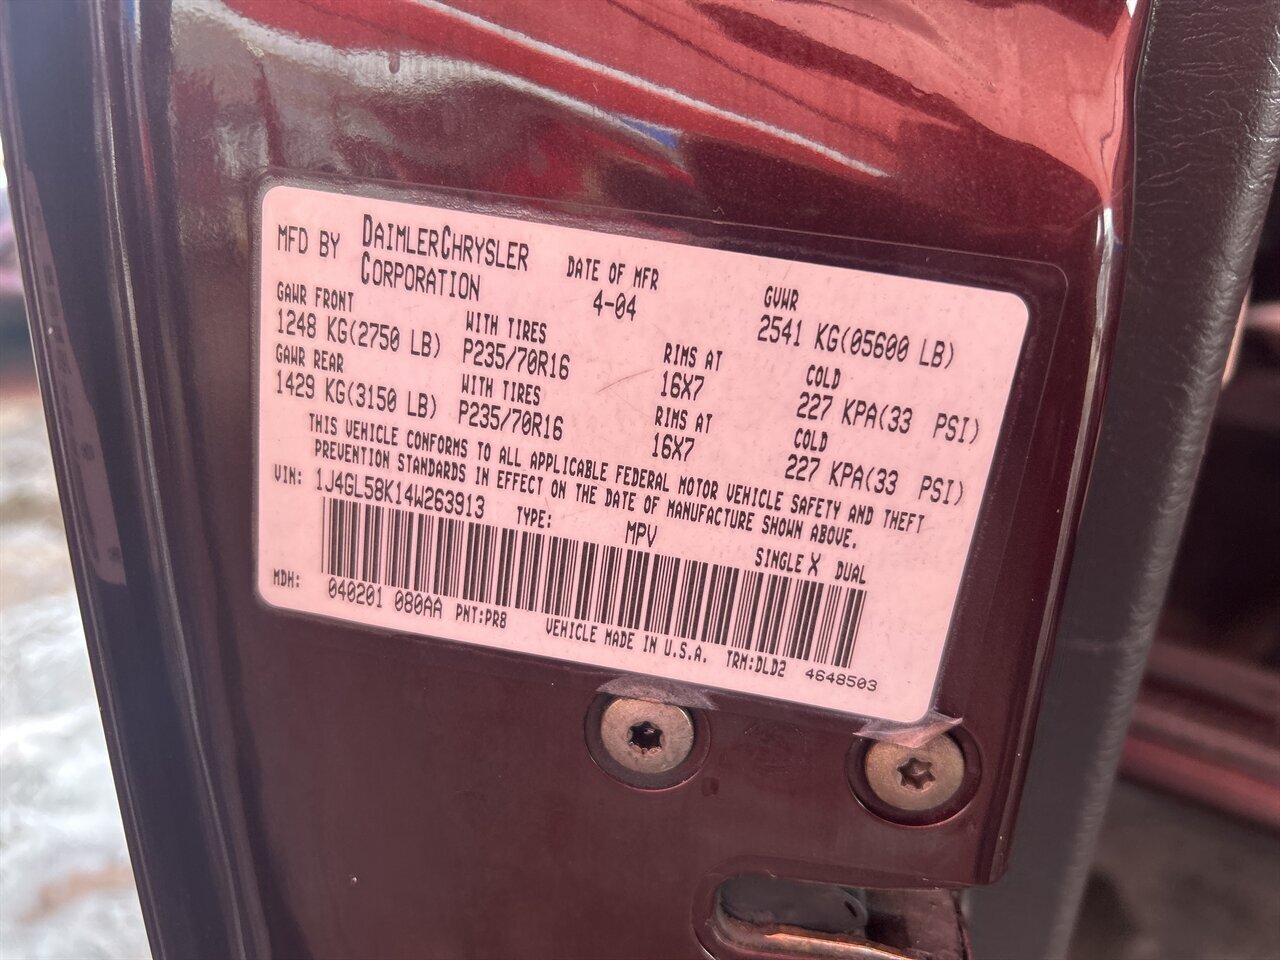 MFD BY DAIMLERCHRYSLER CORPORATION DATE OF MFR 4-04 GVWR 2541 KG(05600 LB)
GAWR FRONT WITH TIRES RIMS AT COLD
1248 KG(2750 LB) P235/70R16 16X7 227 KPA(33 PSI)
GAWR REAR WITH TIRES RIMS AT COLD
1429 KG(3150 LB) P235/70R16 16X7 227 KPA(33 PSI)
THIS VEHICLE CONFORMS TO ALL APPLICABLE FEDERAL MOTOR VEHICLE SAFETY AND THEFT
PREVENTION STANDARDS IN EFFECT ON THE DATE OF MANUFACTURE SHOWN ABOVE.
VIN: 1J4GL58K14W263913 TYPE: MPV SINGLE X DUAL
MDH: 040201 080AA PNT:PR8 VEHICLE MADE IN U.S.A. TRM:DLD2 4648503